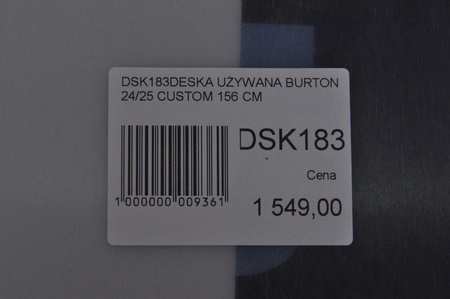 DSK183DESKA UŻYWANA BURTON
24/25 CUSTOM 156 CM
DSK183
Cena
1 000000 009361
1 549,00